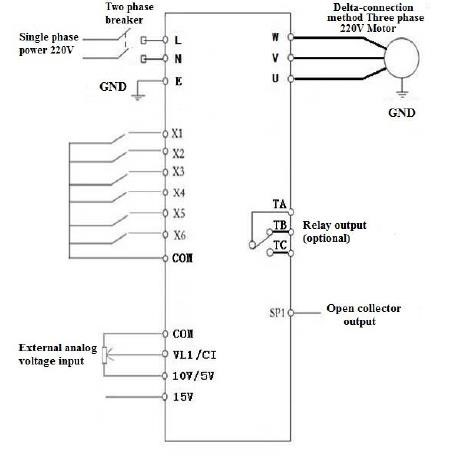 Two phase
breaker
Delta-connection
method Three phase
220V Motor
Single phase
power 220V
L
N
E
GND
W
V
U
GND
X1
X2
X3
X4
X5
X6
COM
TA
TB
TC
Relay output
(optional)
SP1
Open collector
output
External analog
voltage input
COM
VL1/CI
10V/5V
15V